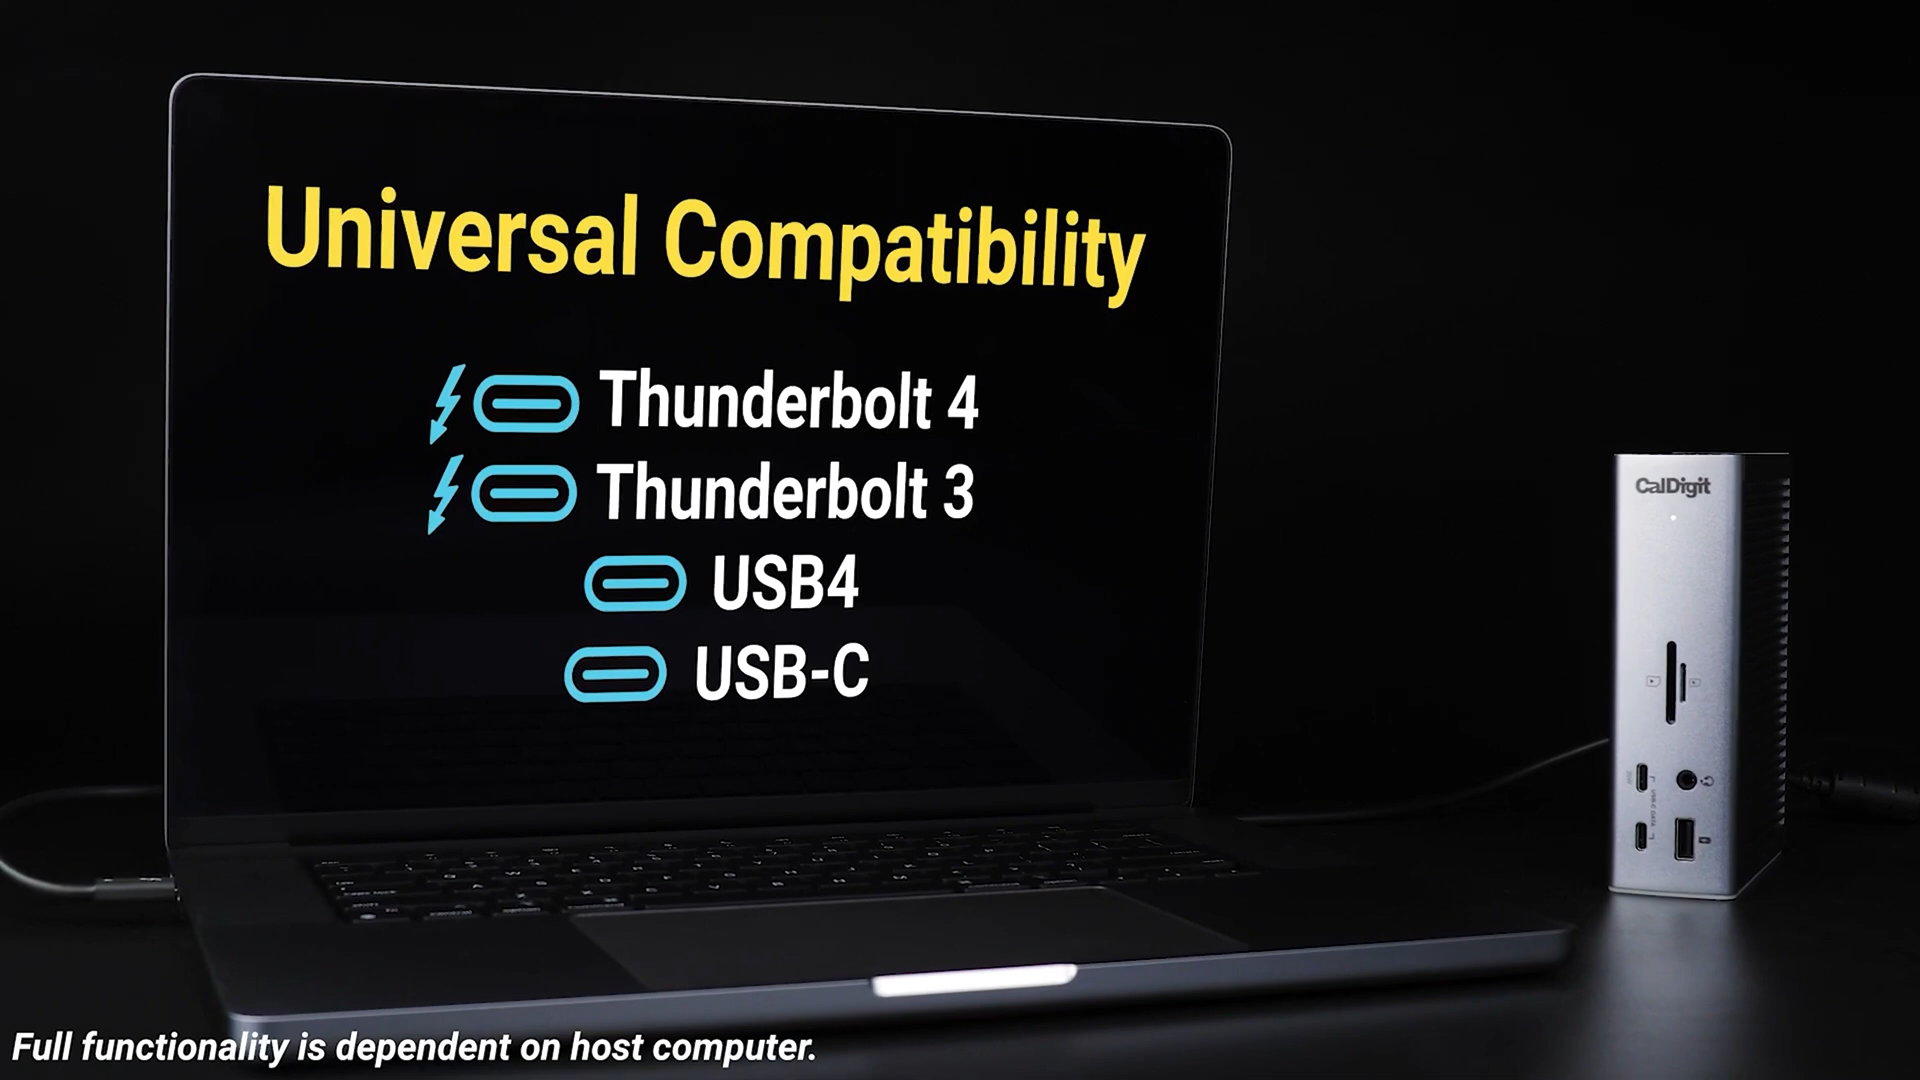 Universal Compatibility
Thunderbolt 4
Thunderbolt 3
USB4
USB-C
CalDigit
Full functionality is dependent on host computer.